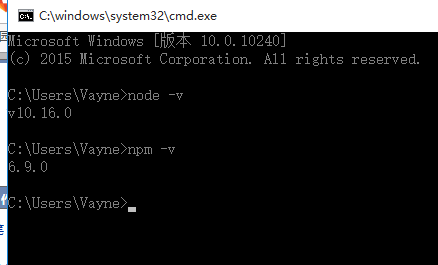 C:\windows\system32\cmd.exe
Microsoft Windows [版本 10.0.10240]
(c) 2015 Microsoft Corporation. All rights reserved.
C:\Users\Vayne>node -v
v10.16.0
C:\Users\Vayne>npm -v
6.9.0
C:\Users\Vayne>